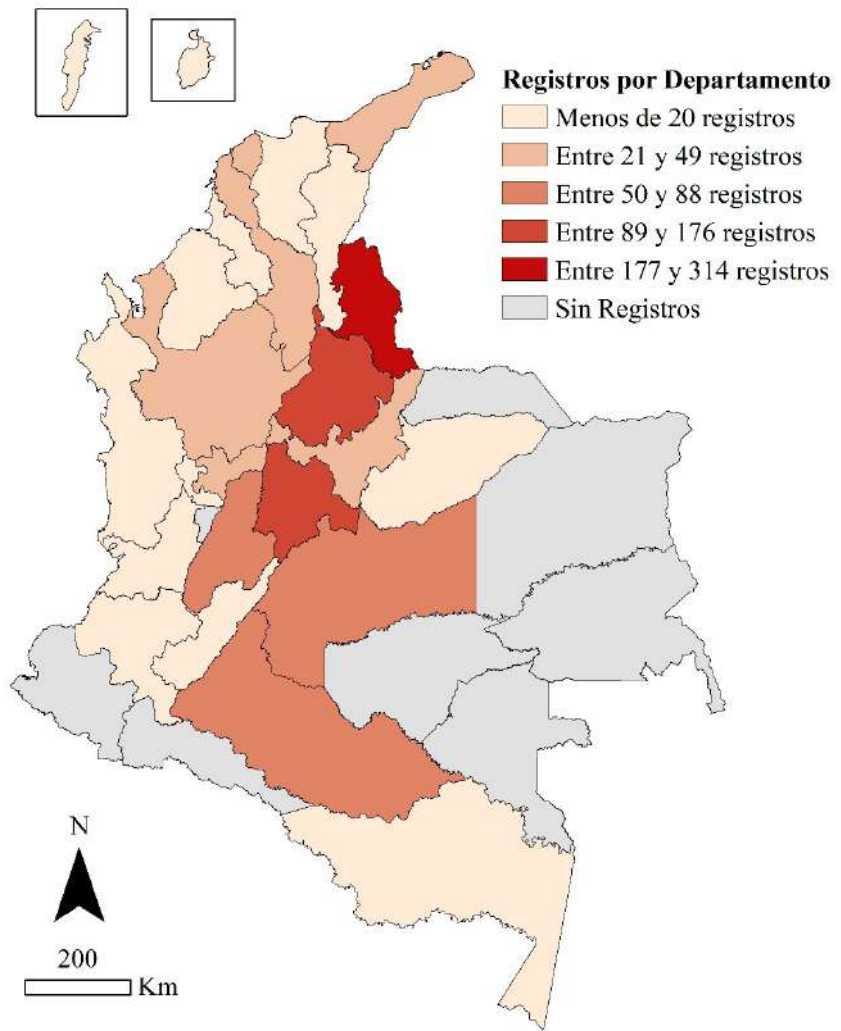 Registros por Departamento
Menos de 20 registros
Entre 21 y 49 registros
Entre 50 y 88 registros
Entre 89 y 176 registros
Entre 177 y 314 registros
Sin Registros
N
200
Km